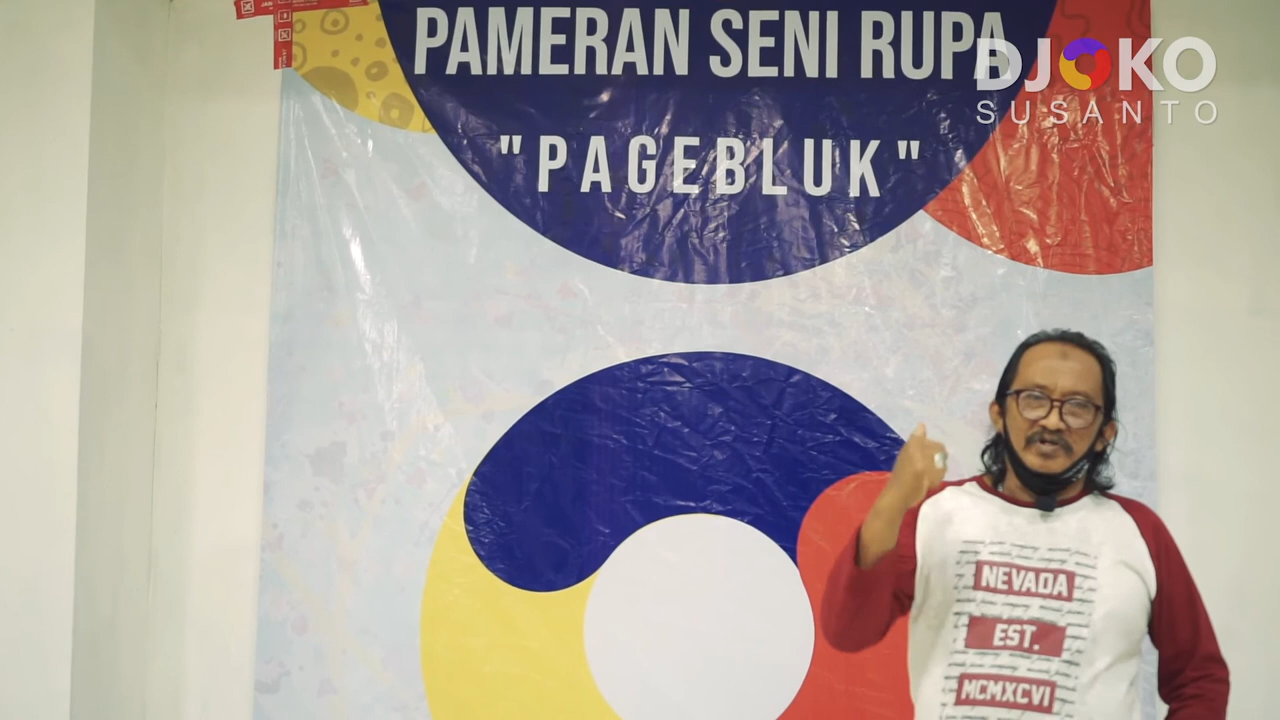 PAMERAN SENI RUPA
"PAGEBLUK"
DJOKO
SUSANTO
NEVADA
EST.
MCMXCVI